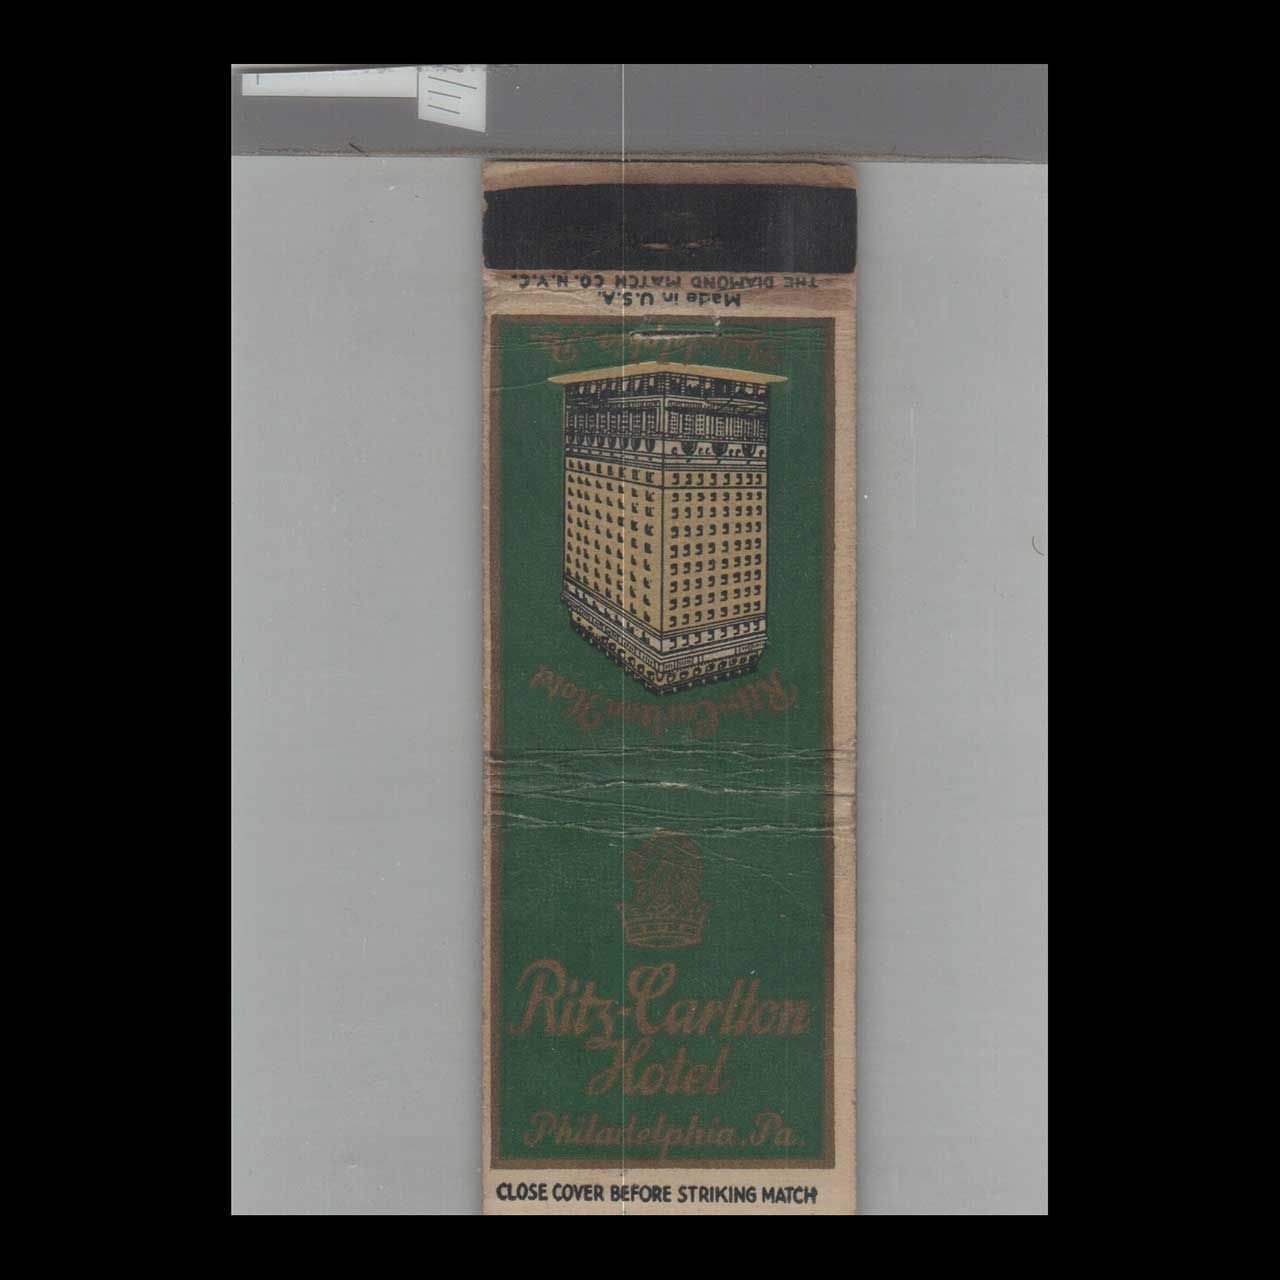 THE DIAMOND MATCH CO. N.Y.C.
Made in U.S.A.
Philadelphia, Pa.
Ritz-Carlton Hotel
Ritz-Carlton
Hotel
Philadelphia, Pa.
CLOSE COVER BEFORE STRIKING MATCH